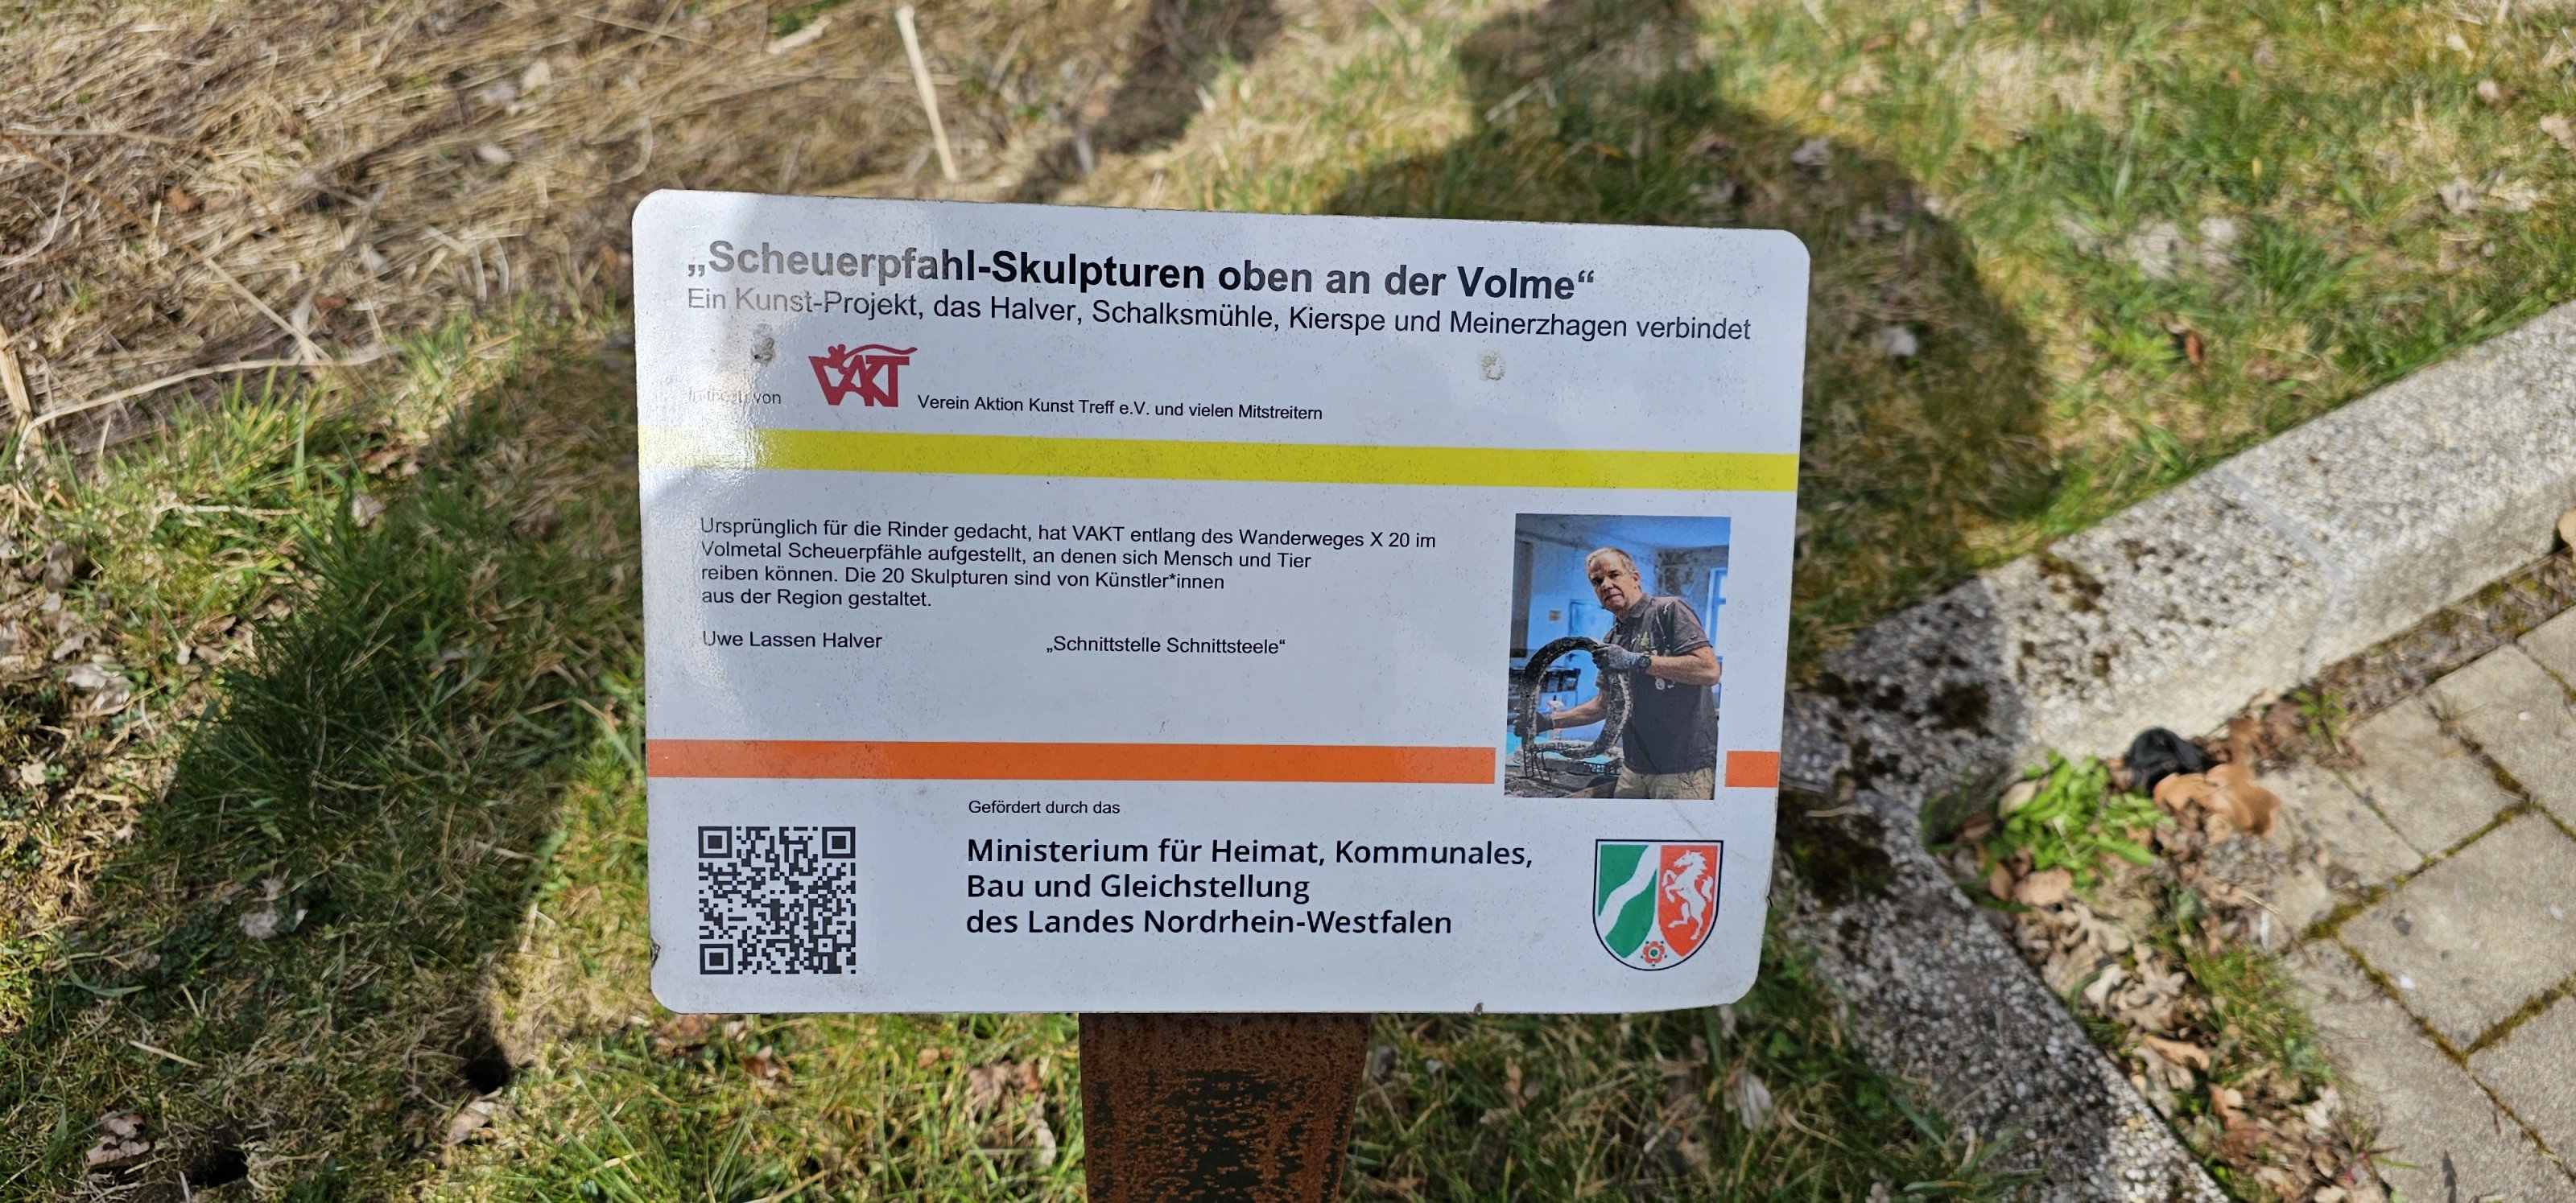 „Scheuerpfahl-Skulpturen oben an der Volme“
Ein Kunst-Projekt, das Halver, Schalksmühle, Kierspe und Meinerzhagen verbindet
von
VAKT
Verein Aktion Kunst Treff e.V. und vielen Mitstreitern
Ursprünglich für die Rinder gedacht, hat VAKT entlang des Wanderweges X 20 im
Volmetal Scheuerpfähle aufgestellt, an denen sich Mensch und Tier
reiben können. Die 20 Skulpturen sind von Künstler*innen
aus der Region gestaltet.
Uwe Lassen Halver „Schnittstelle Schnittsteele“
Gefördert durch das
Ministerium für Heimat, Kommunales,
Bau und Gleichstellung
des Landes Nordrhein-Westfalen